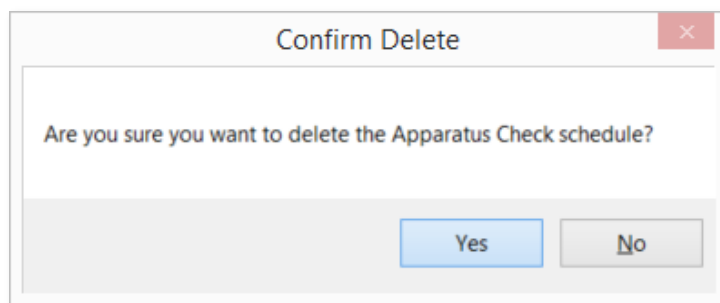 Confirm Delete
Are you sure you want to delete the Apparatus Check schedule?
Yes
No